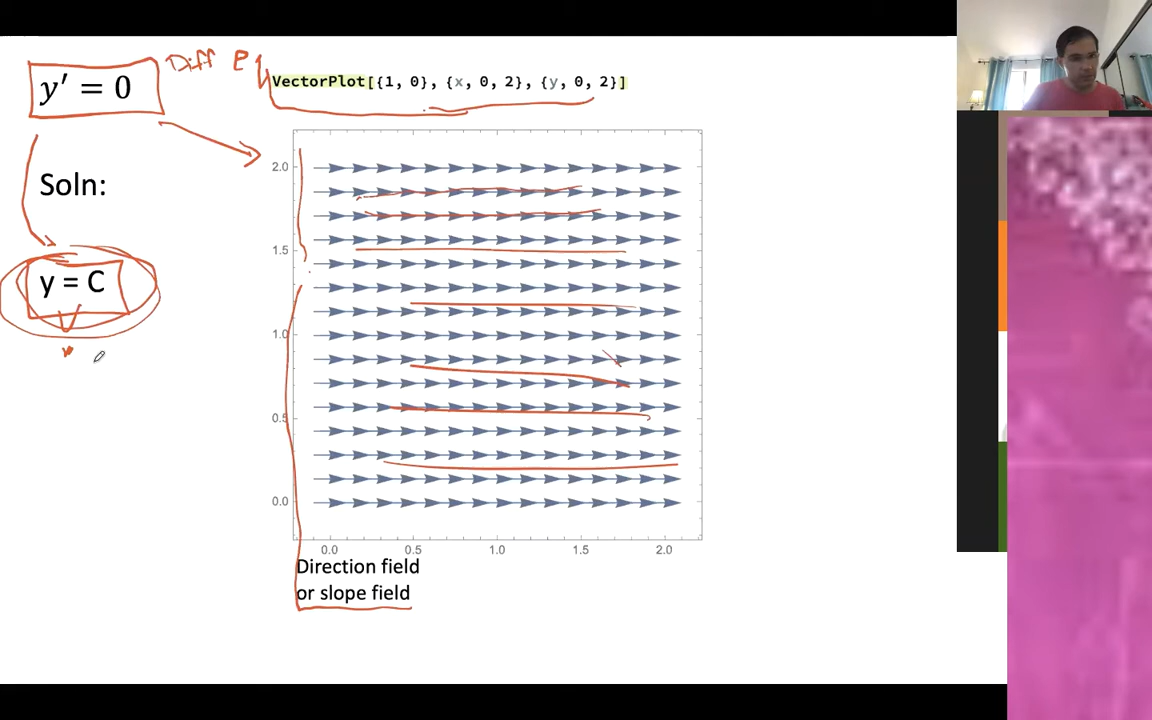 y′ = 0
Diff E
VectorPlot[{1, 0}, {x, 0, 2}, {y, 0, 2}]
Soln:
y = C
2.0
1.5
1.0
0.5
0.0
0.0 0.5 1.0 1.5 2.0
Direction field
or slope field